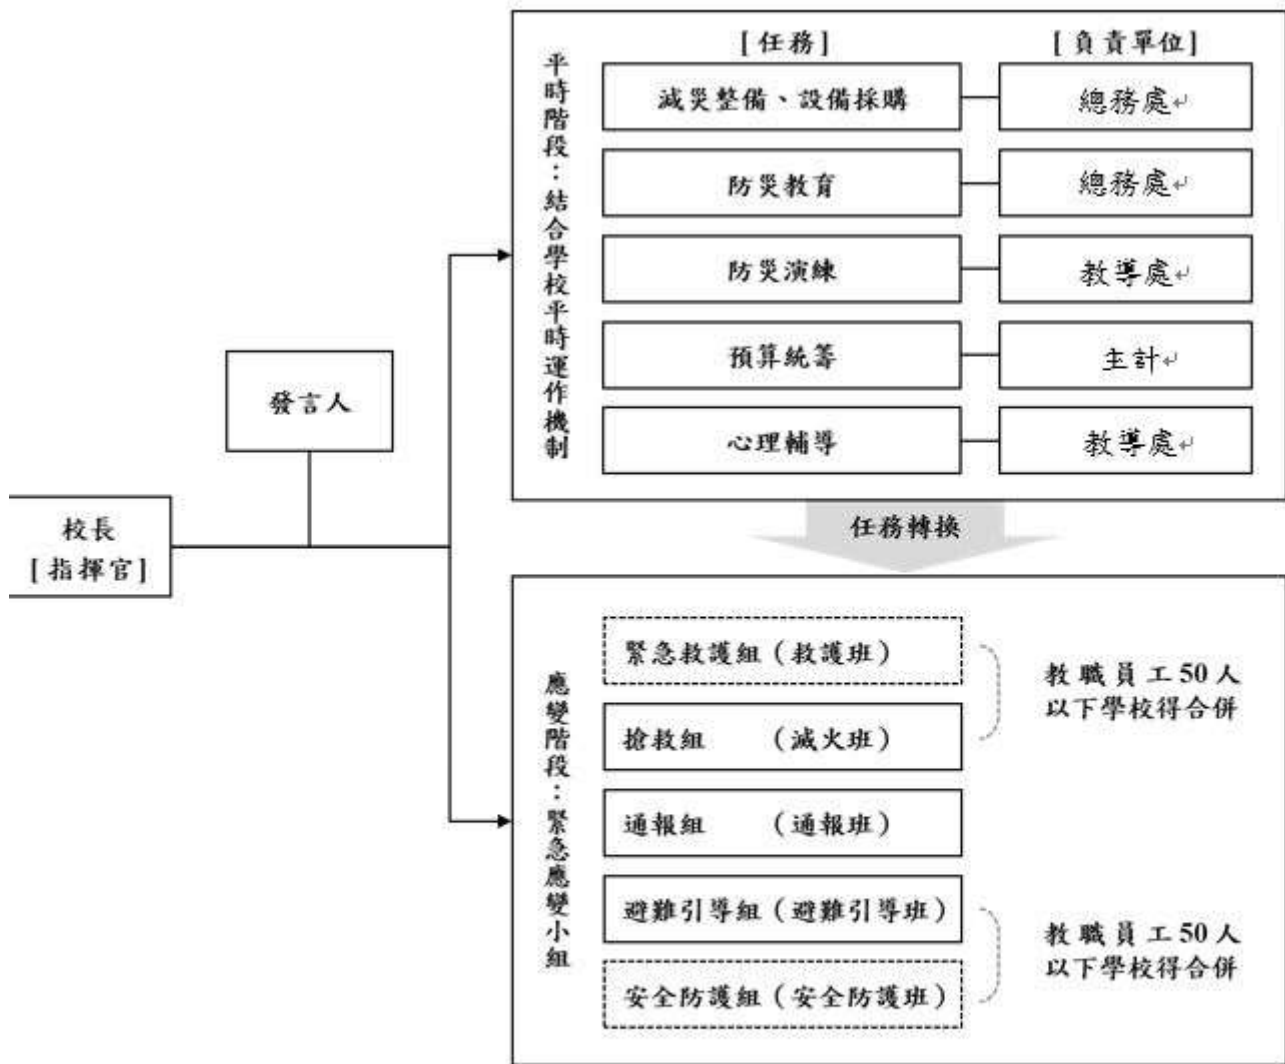 發言人
校長
[指揮官]
平時階段：結合學校平時運作機制
[任務] [負責單位]
減災整備、設備採購 總務處↵
防災教育 總務處↵
防災演練 教導處↵
預算統籌 主計↵
心理輔導 教導處↵
任務轉換
應變階段：緊急應變小組
緊急救護組（救護班）
搶救組 （滅火班）
教職員工50人
以下學校得合併
通報組 （通報班）
避難引導組（避難引導班）
安全防護組（安全防護班）
教職員工50人
以下學校得合併